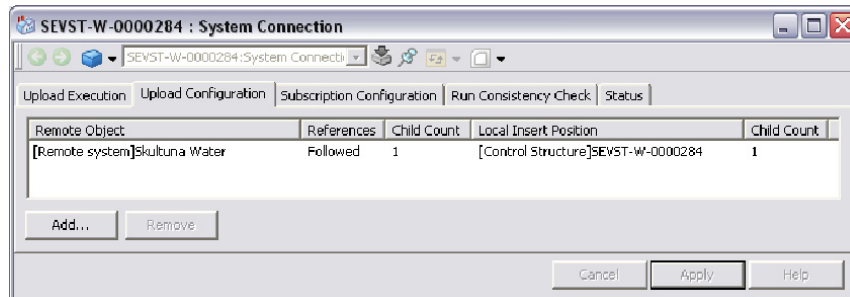 SEVST-W-0000284 : System Connection
SEVST-W-0000284:System Connecti
Upload Execution Upload Configuration Subscription Configuration Run Consistency Check Status
Remote Object References Child Count Local Insert Position Child Count
[Remote system]Skultuna Water Followed 1 [Control Structure]SEVST-W-0000284 1
Add... Remove
Cancel Apply Help